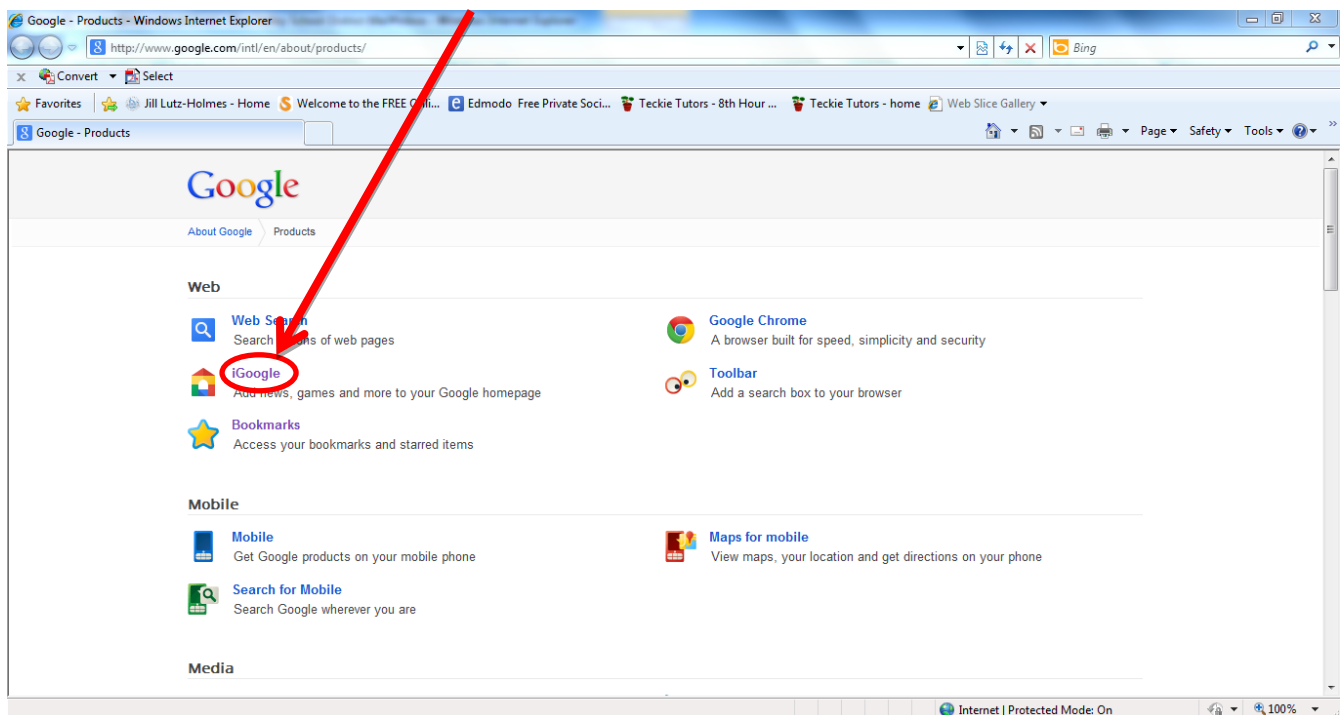 Google - Products - Windows Internet Explorer
http://www.google.com/intl/en/about/products/
Bing
x Convert Select
Favorites Jill Lutz-Holmes - Home Welcome to the FREE Edmodo Free Private Soci... Teckie Tutors - 8th Hour ... Teckie Tutors - home Web Slice Gallery
Google - Products
Page Safety Tools
Google
About Google Products
Web
Web Search
Search of web pages
Google Chrome
A browser built for speed, simplicity and security
iGoogle
Add news, games and more to your Google homepage
Toolbar
Add a search box to your browser
Bookmarks
Access your bookmarks and starred items
Mobile
Mobile
Get Google products on your mobile phone
Maps for mobile
View maps, your location and get directions on your phone
Search for Mobile
Search Google wherever you are
Media
Internet | Protected Mode: On
100%